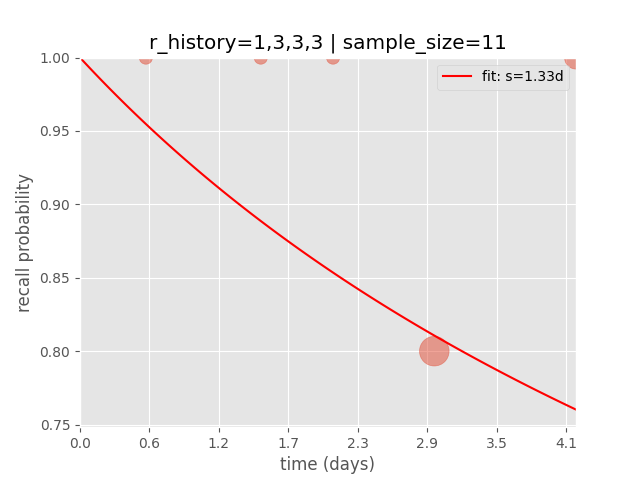 r_history=1,3,3,3 | sample_size=11
fit: s=1.33d
recall probability
1.00
0.95
0.90
0.85
0.80
0.75
0.0 0.6 1.2 1.7 2.3 2.9 3.5 4.1
time (days)